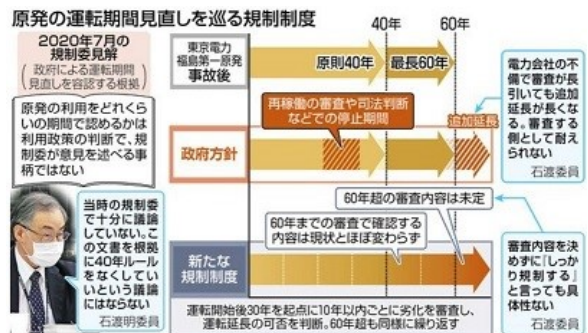 原発の運転期間見直しを巡る規制制度
2020年7月の
規制委見解
(政府による運転期間
見直しを容認する根拠)
原発の利用をどれくら
いの期間で認めるかは
利用政策の判断で、規
制委が意見を述べる事
柄ではない
当時の規制委
で十分に議論
していない。こ
の文書を根拠
に40年ルール
をなくしてい
いという議論
にはならない
石渡明委員
40年
60年
東京電力
福島第一原発
事故後
原則40年
最長60年
再稼働の審査や司法判断
などでの停止期間
追加延長
政府方針
60年超の審査内容は未定
60年までの審査で確認する
内容は現状とほぼ変わらず
新たな
規制制度
運転開始後30年を起点に10年以内ごとに劣化を審査し、
運転延長の可否を判断。60年超も同様に繰り返す
電力会社の不
備で審査が長
引いても追加
延長が長くな
る。審査する
側として耐え
られない
石渡委員
審査内容を決
めずに「しっか
り規制する」
と言っても具
体性ない
石渡委員